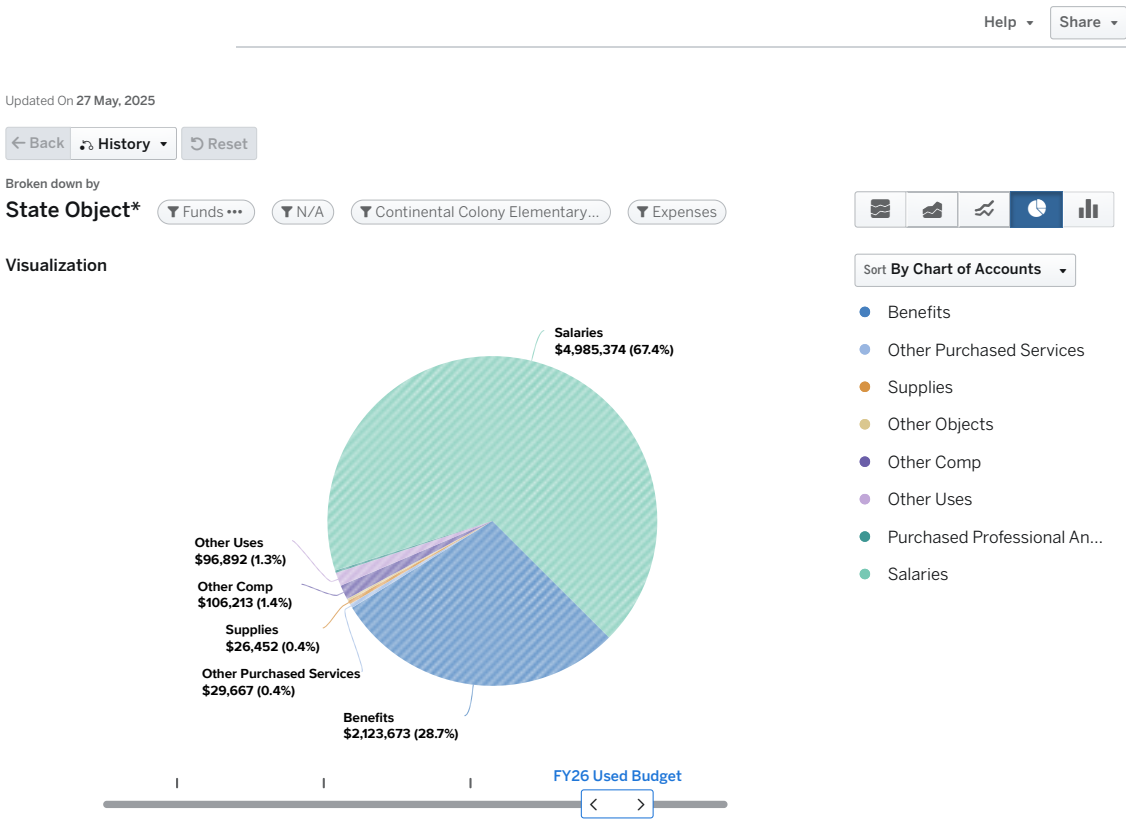 Help
Share
Updated On 27 May, 2025
Back
History
Reset
Broken down by
State Object*
Funds •••
N/A
Continental Colony Elementary...
Expenses
Visualization
Sort By Chart of Accounts
Benefits
Other Purchased Services
Supplies
Other Objects
Other Comp
Other Uses
Purchased Professional An...
Salaries
Salaries
$4,985,374 (67.4%)
Other Uses
$96,892 (1.3%)
Other Comp
$106,213 (1.4%)
Supplies
$26,452 (0.4%)
Other Purchased Services
$29,667 (0.4%)
Benefits
$2,123,673 (28.7%)
FY26 Used Budget